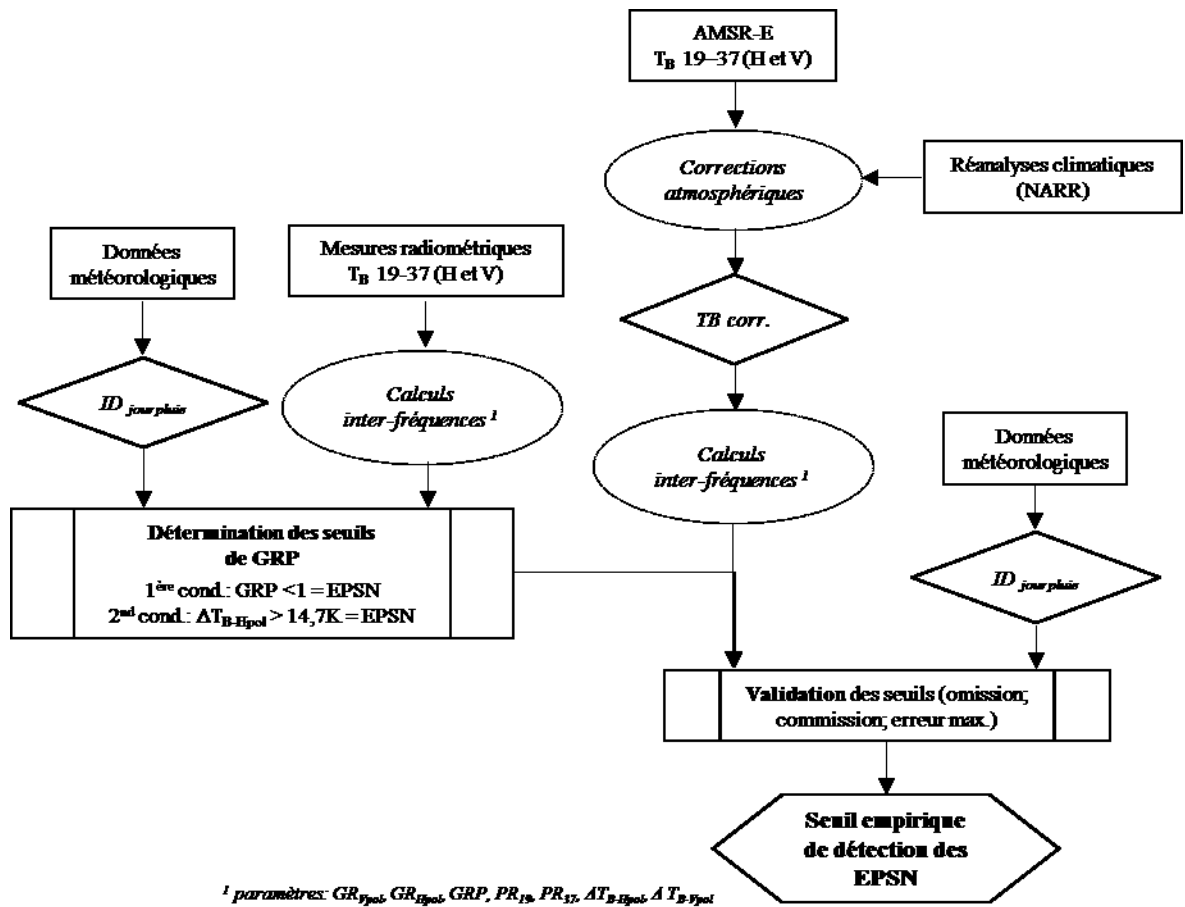 AMSR-E
T_B 19–37 (H et V)
Corrections
atmosphériques
Réanalyses climatiques
(NARR)
Données
météorologiques
Mesures radiométriques
T_B 19-37 (H et V)
TB corr.
ID jour pluie
Calculs
inter-fréquences ¹
Calculs
inter-fréquences ¹
Données
météorologiques
Détermination des seuils
de GRP
1ère cond.: GRP <1 = EPSN
2nd cond.: ΔT_B-Hpol > 14,7K = EPSN
ID jour pluie
Validation des seuils (omission;
commission; erreur max.)
Seuil empirique
de détection des
EPSN
¹ paramètres: GR_Vpol, GR_Hpol, GRP, PR_19, PR_37, ΔT_B-Hpol, Δ T_B-Vpol